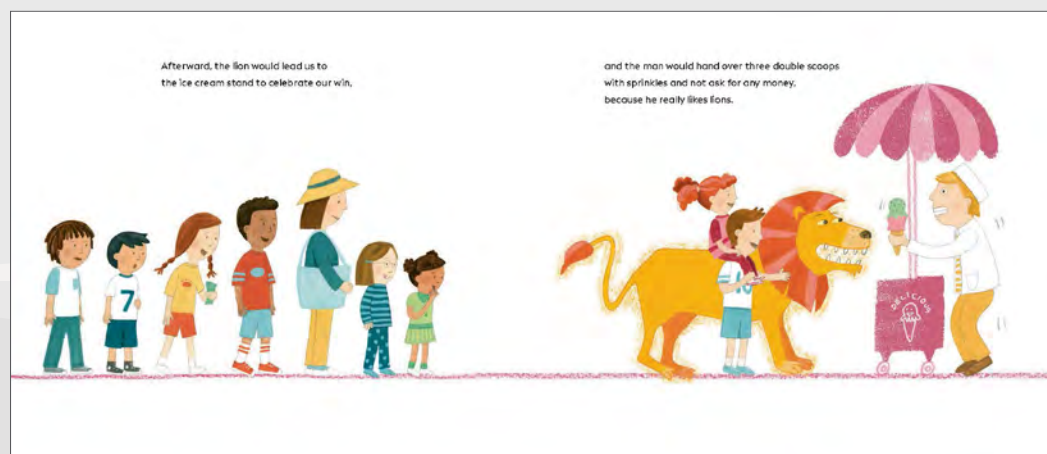 Afterward, the lion would lead us to
the ice cream stand to celebrate our win,
and the man would hand over three double scoops
with sprinkles and not ask for any money,
because he really likes lions.
7
DELICIOUS